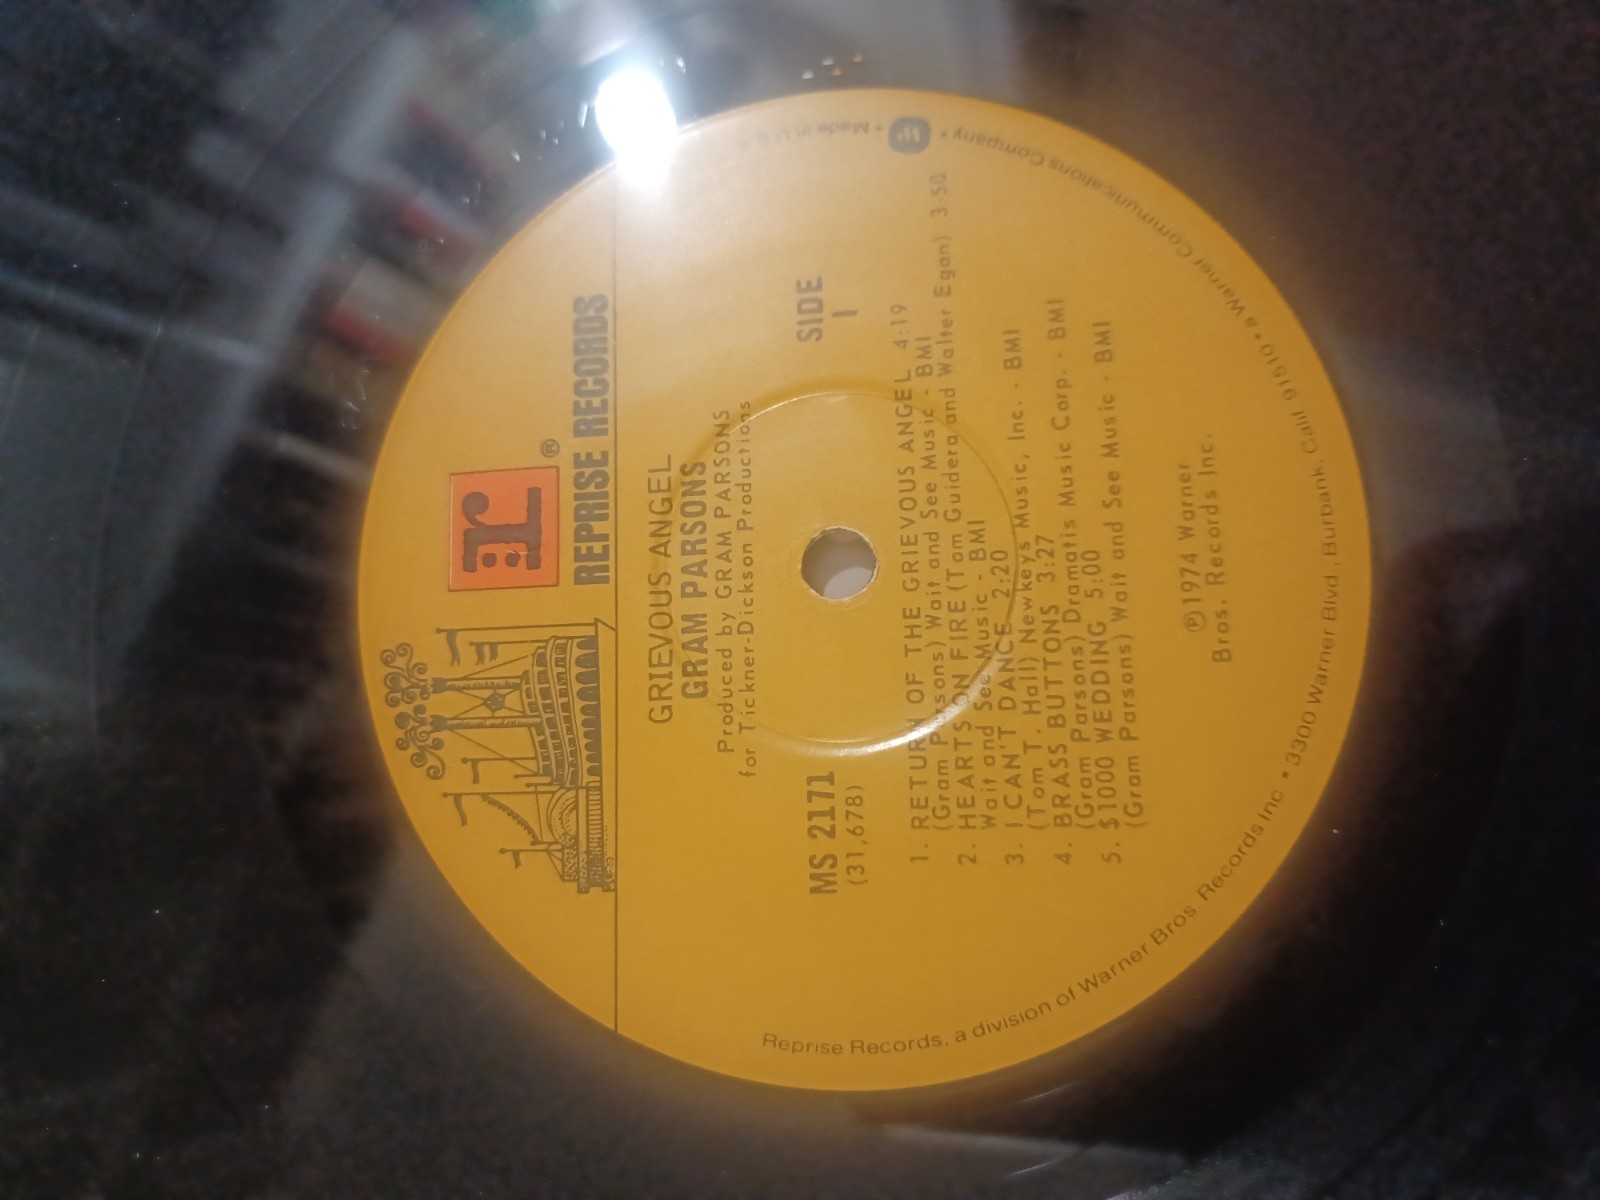 r
®
REPRISE RECORDS
GRIEVOUS ANGEL
GRAM PARSONS
Produced by GRAM PARSONS
for Tickner-Dickson Productions
MS 2171
(31,678)
SIDE
1
1. RETURN OF THE GRIEVOUS ANGEL 4:19
(Gram Parsons) Wait and See Music - BMI
2. HEARTS ON FIRE (Tom Guidera and Walter Egan) 3:50
Wait and See Music - BMI
3. I CAN'T DANCE 2:20
(Tom T. Hall) Newkeys Music, Inc. - BMI
4. BRASS BUTTONS 3:27
(Gram Parsons) Dramatis Music Corp. - BMI
5. $1000 WEDDING 5:00
(Gram Parsons) Wait and See Music - BMI
℗1974 Warner
Bros. Records Inc.
Reprise Records, a division of Warner Bros. Records Inc • 3300 Warner Blvd., Burbank, Calif 91510 • a Warner Communications Company • W • Made in U.S.